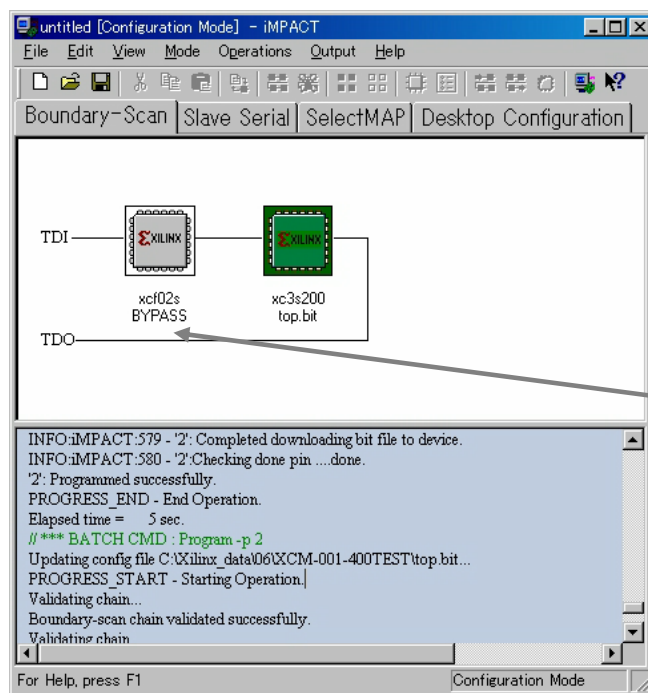 untitled [Configuration Mode] - iMPACT
File Edit View Mode Operations Output Help
Boundary-Scan Slave Serial SelectMAP Desktop Configuration
TDI
XILINX
XILINX
xcf02s
BYPASS
xc3s200
top.bit
TDO
INFO:iMPACT:579 - '2': Completed downloading bit file to device.
INFO:iMPACT:580 - '2':Checking done pin ....done.
'2': Programmed successfully.
PROGRESS_END - End Operation.
Elapsed time = 5 sec.
// *** BATCH CMD : Program -p 2
Updating config file C:\Xilinx_data\06\XCM-001-400TEST\top.bit...
PROGRESS_START - Starting Operation.
Validating chain...
Boundary-scan chain validated successfully.
Validating chain
For Help, press F1
Configuration Mode